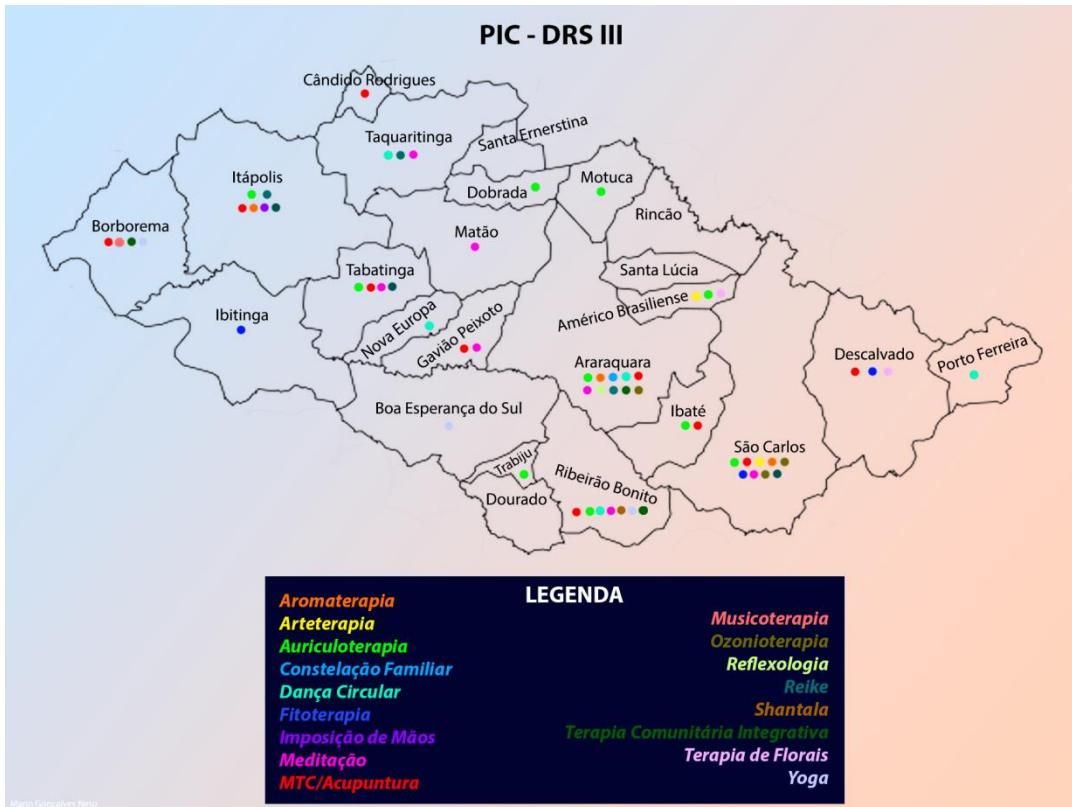 PIC - DRS III
Cândido Rodrigues
Taquaritinga
Santa Ernerstina
Itápolis
Dobrada
Motuca
Rincão
Borborema
Matão
Tabatinga
Santa Lúcia
Américo Brasiliense
Ibitinga
Nova Europa
Gavião Peixoto
Araraquara
Descalvado
Porto Ferreira
Boa Esperança do Sul
Ibaté
São Carlos
Trabiju
Ribeirão Bonito
Dourado
LEGENDA
Aromaterapia
Arteterapia
Auriculoterapia
Constelação Familiar
Dança Circular
Fitoterapia
Imposição de Mãos
Meditação
MTC/Acupuntura
Musicoterapia
Ozonioterapia
Reflexologia
Reike
Shantala
Terapia Comunitária Integrativa
Terapia de Florais
Yoga
Mario Gonçalves Neto